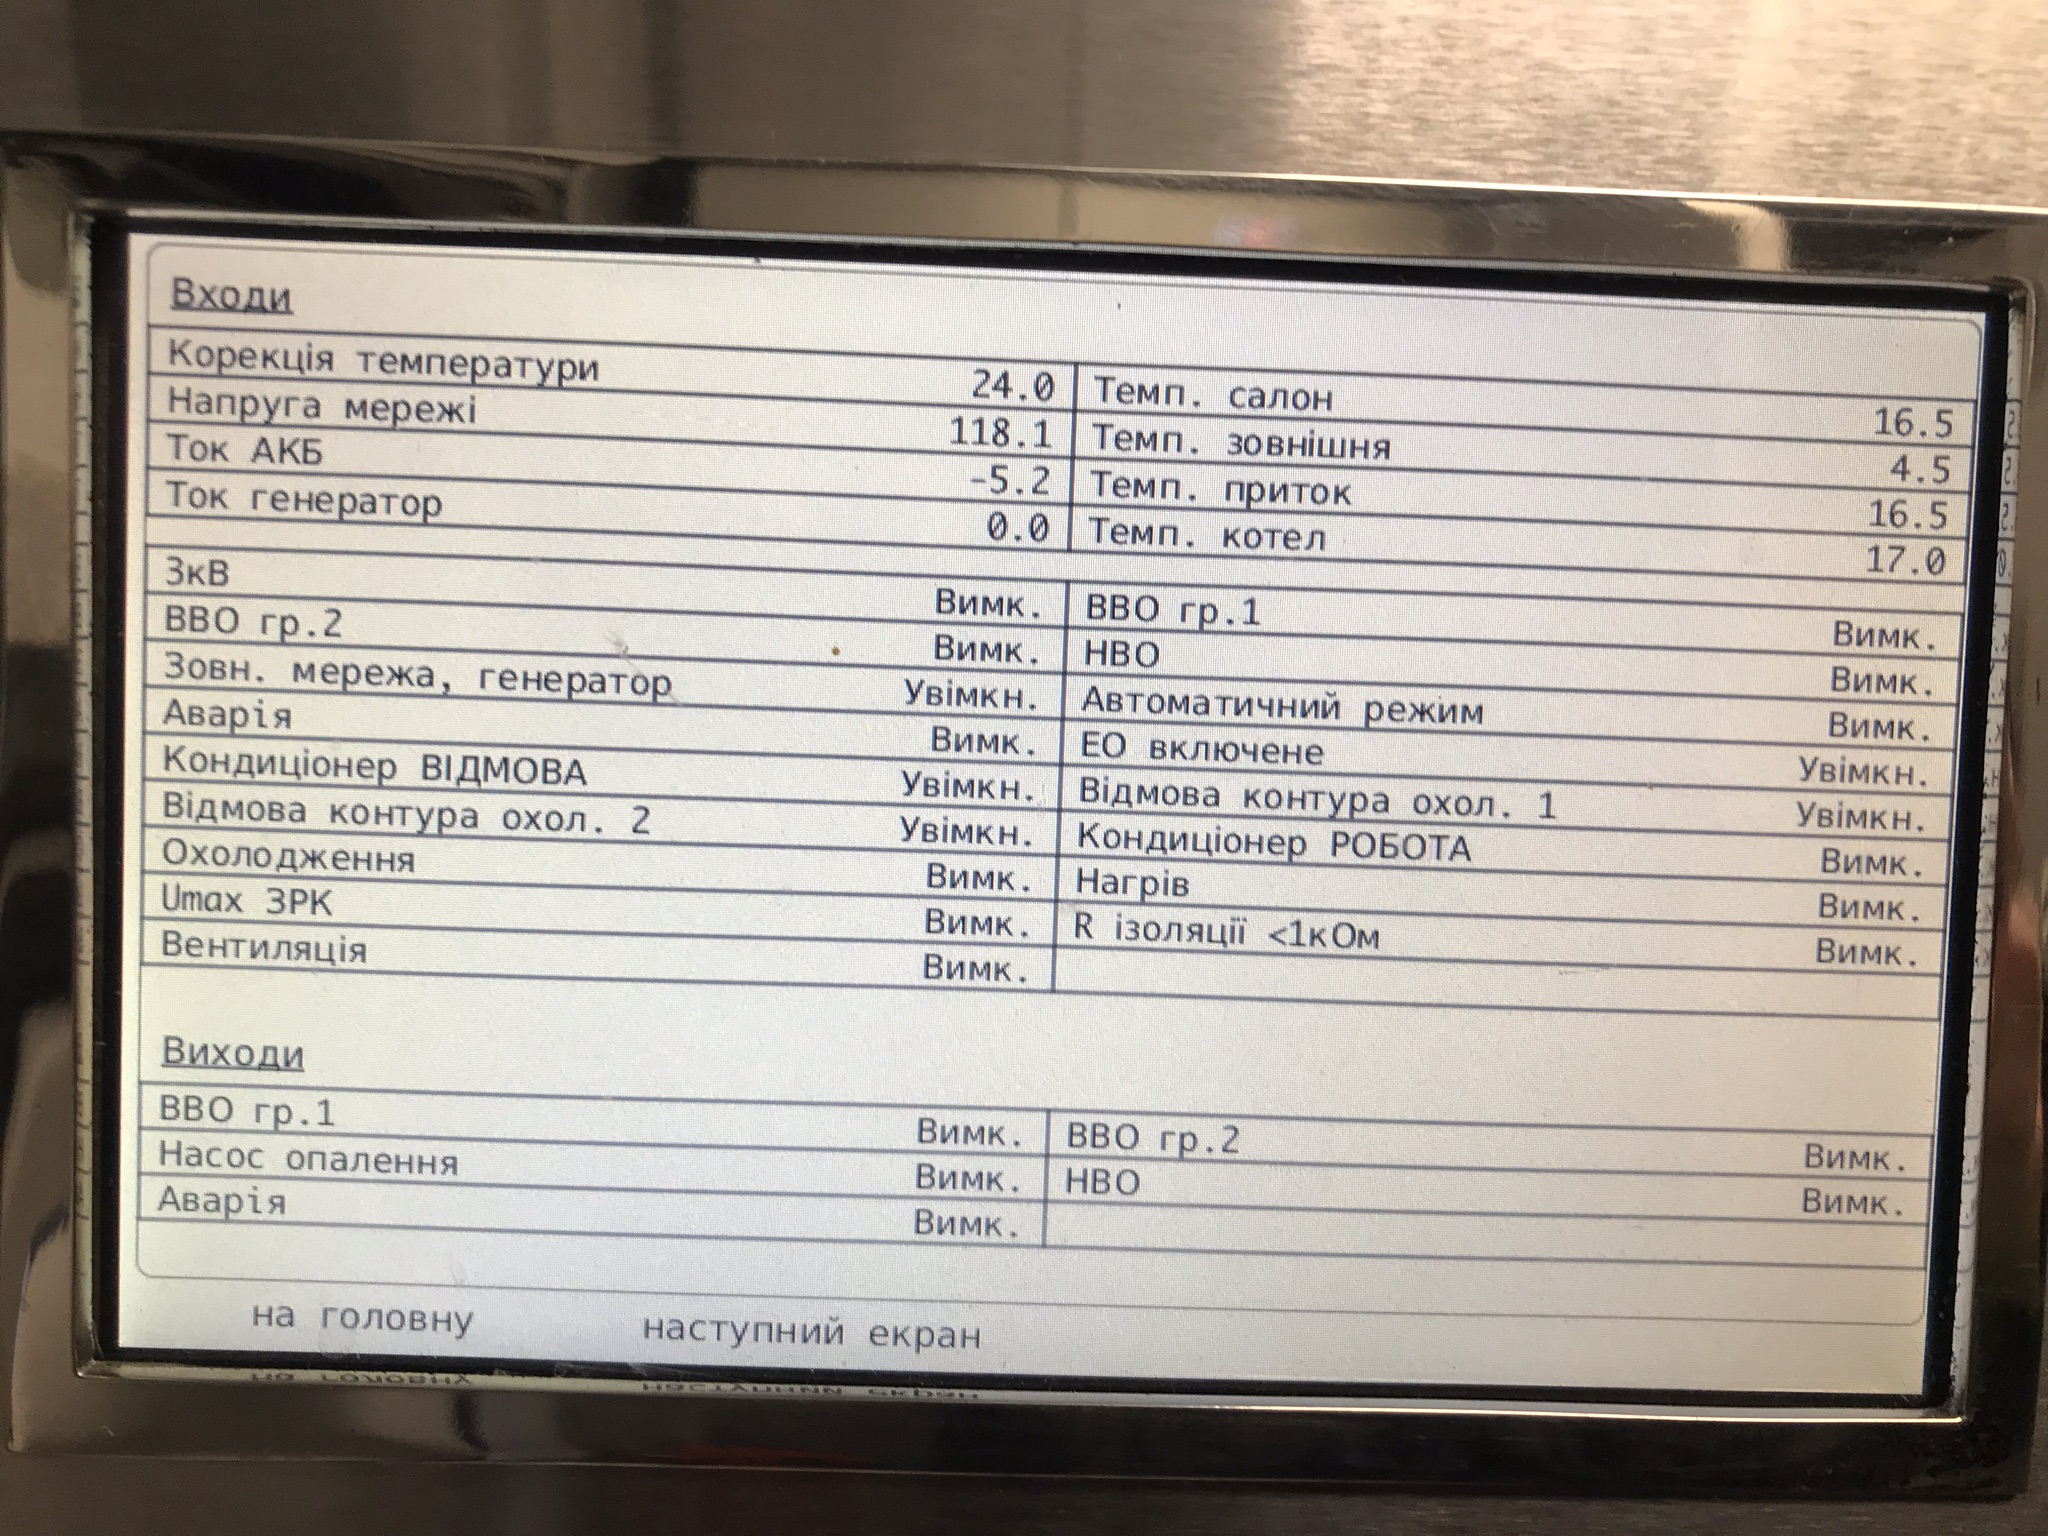 Входи
Корекція температури 24.0 Темп. салон 16.5
Напруга мережі 118.1 Темп. зовнішня 4.5
Ток АКБ -5.2 Темп. приток 16.5
Ток генератор 0.0 Темп. котел 17.0
3кВ Вимк. ВВО гр.1 Вимк.
ВВО гр.2 Вимк. НВО Вимк.
Зовн. мережа, генератор Увімкн. Автоматичний режим Вимк.
Аварія Вимк. ЕО включене Увімкн.
Кондиціонер ВІДМОВА Увімкн. Відмова контура охол. 1 Увімкн.
Відмова контура охол. 2 Увімкн. Кондиціонер РОБОТА Вимк.
Охолодження Вимк. Нагрів Вимк.
Umax ЗРК Вимк. R ізоляції <1кОм Вимк.
Вентиляція Вимк.
Виходи
ВВО гр.1 Вимк. ВВО гр.2 Вимк.
Насос опалення Вимк. НВО Вимк.
Аварія Вимк.
на головну наступний екран